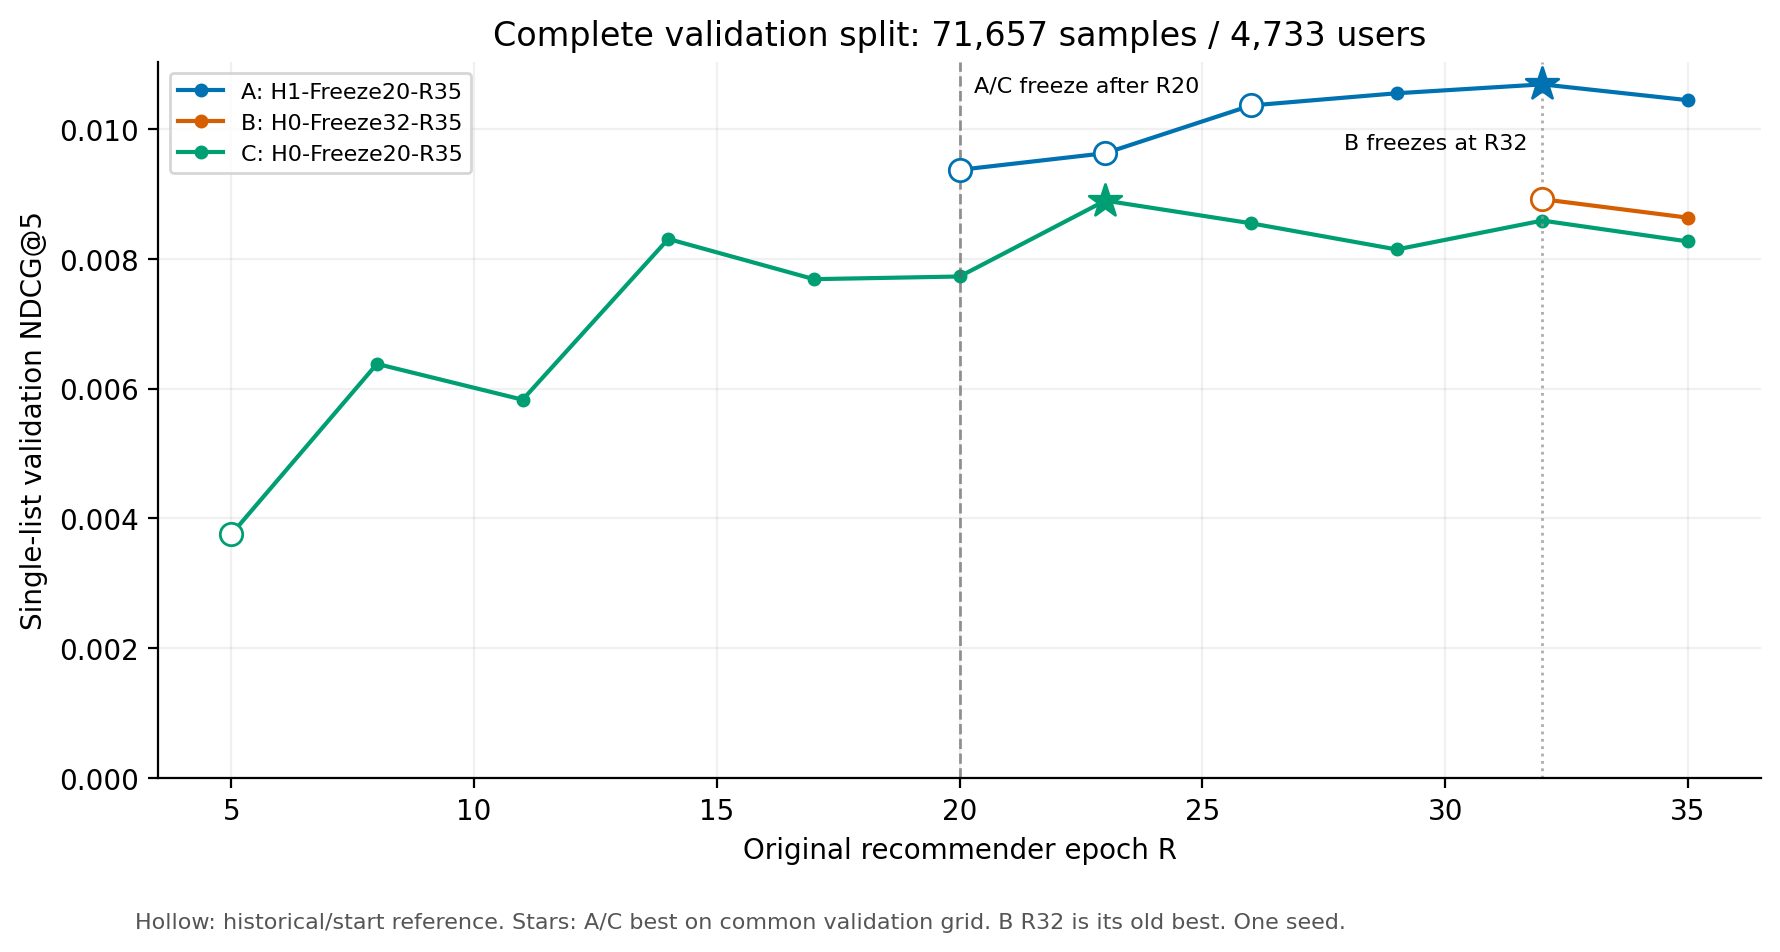 Complete validation split: 71,657 samples / 4,733 users
A: H1-Freeze20-R35
B: H0-Freeze32-R35
C: H0-Freeze20-R35
A/C freeze after R20
B freezes at R32
Single-list validation NDCG@5
0.010
0.008
0.006
0.004
0.002
0.000
5 10 15 20 25 30 35
Original recommender epoch R
Hollow: historical/start reference. Stars: A/C best on common validation grid. B R32 is its old best. One seed.